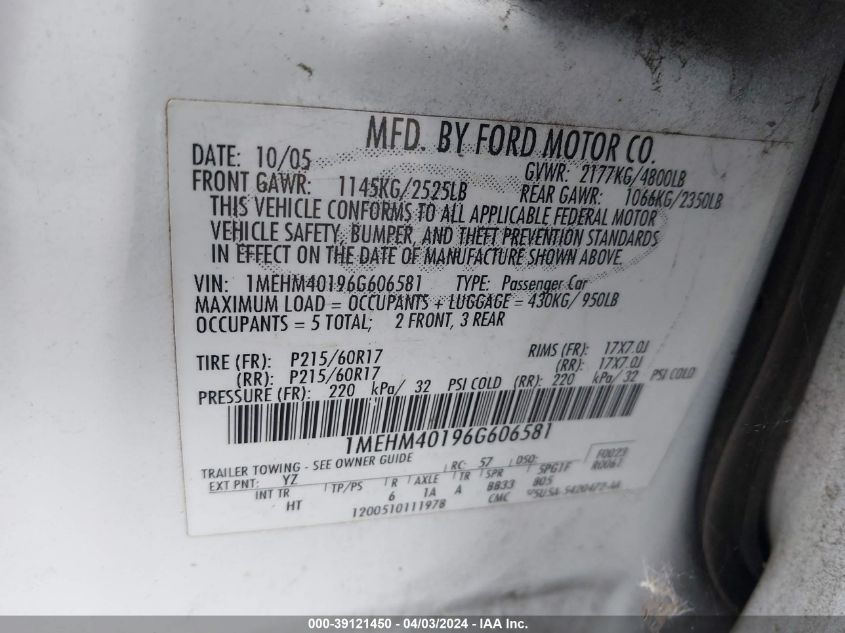 MFD. BY FORD MOTOR CO.
DATE: 10/05 GVWR: 2177KG/4800LB
FRONT GAWR: 1145KG/2525LB REAR GAWR: 1066KG/2350LB
THIS VEHICLE CONFORMS TO ALL APPLICABLE FEDERAL MOTOR
VEHICLE SAFETY, BUMPER, AND THEFT PREVENTION STANDARDS
IN EFFECT ON THE DATE OF MANUFACTURE SHOWN ABOVE.
VIN: 1MEHM40196G606581 TYPE: Passenger Car
MAXIMUM LOAD = OCCUPANTS + LUGGAGE = 430KG/ 950LB
OCCUPANTS = 5 TOTAL; 2 FRONT, 3 REAR
TIRE (FR): P215/60R17 RIMS (FR): 17X7.0J
(RR): P215/60R17 (RR): 17X7.0J
PRESSURE (FR): 220 kPa/ 32 PSI COLD (RR): 220 kPa/ 32 PSI COLD
1MEHM40196G606581
TRAILER TOWING - SEE OWNER GUIDE RC: 57 DSO: F0023
EXT PNT: YZ R0061
INT TR TP/PS R AXLE TR SPR SPGTF
HT 6 1A A BB33 805
1200510111978 CMC
000-39121450 - 04/03/2024 - IAA Inc.